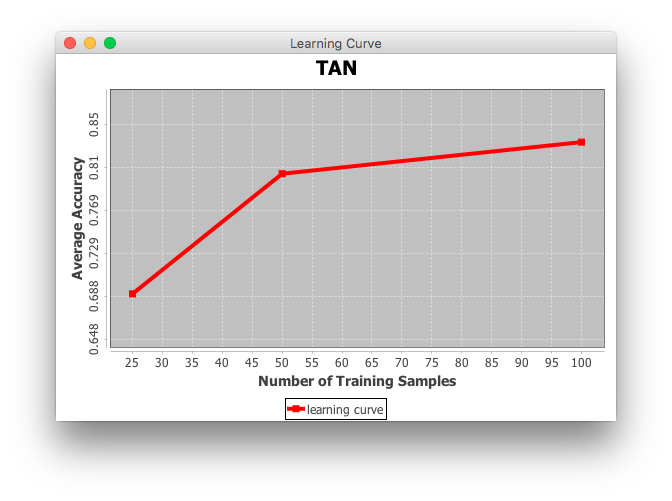 Learning Curve
TAN
Average Accuracy
0.85
0.81
0.769
0.729
0.688
0.648
25 30 35 40 45 50 55 60 65 70 75 80 85 90 95 100
Number of Training Samples
learning curve